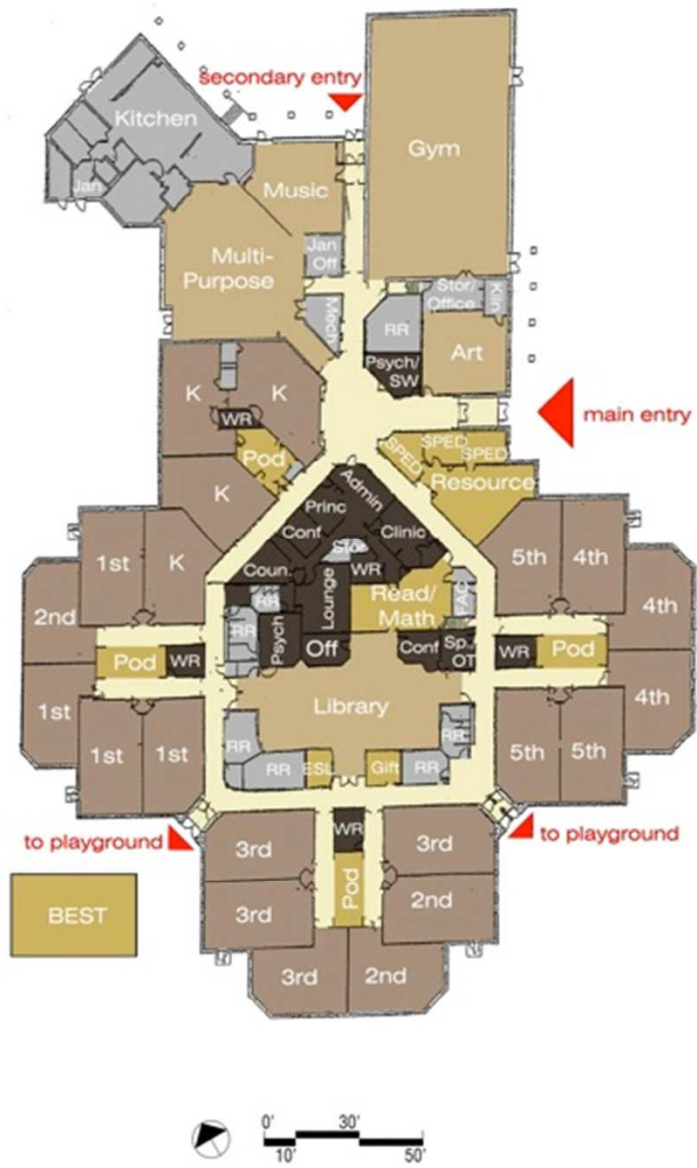 secondary entry
Kitchen
Gym
Jan
Music
Multi-
Purpose
Jan
Off
Mech
Stor/
Office
Kiln
RR
Art
Psych/
SW
main entry
K
K
WR
Pod
K
SPED
SPED
SPED
Resource
Admin
Princ
Conf
Clinic
Stor
Coun.
WR
Lounge
Read/
Math
FAC
RR
RR
Psych
Off
Conf
Sp./
OT
1st
K
2nd
Pod
WR
1st
1st
1st
5th
4th
4th
WR
Pod
4th
5th
5th
Library
RR
RR
ESL
Gift
RR
RR
to playground
to playground
WR
3rd
3rd
Pod
3rd
2nd
BEST
3rd
2nd
0'
30'
10'
50'